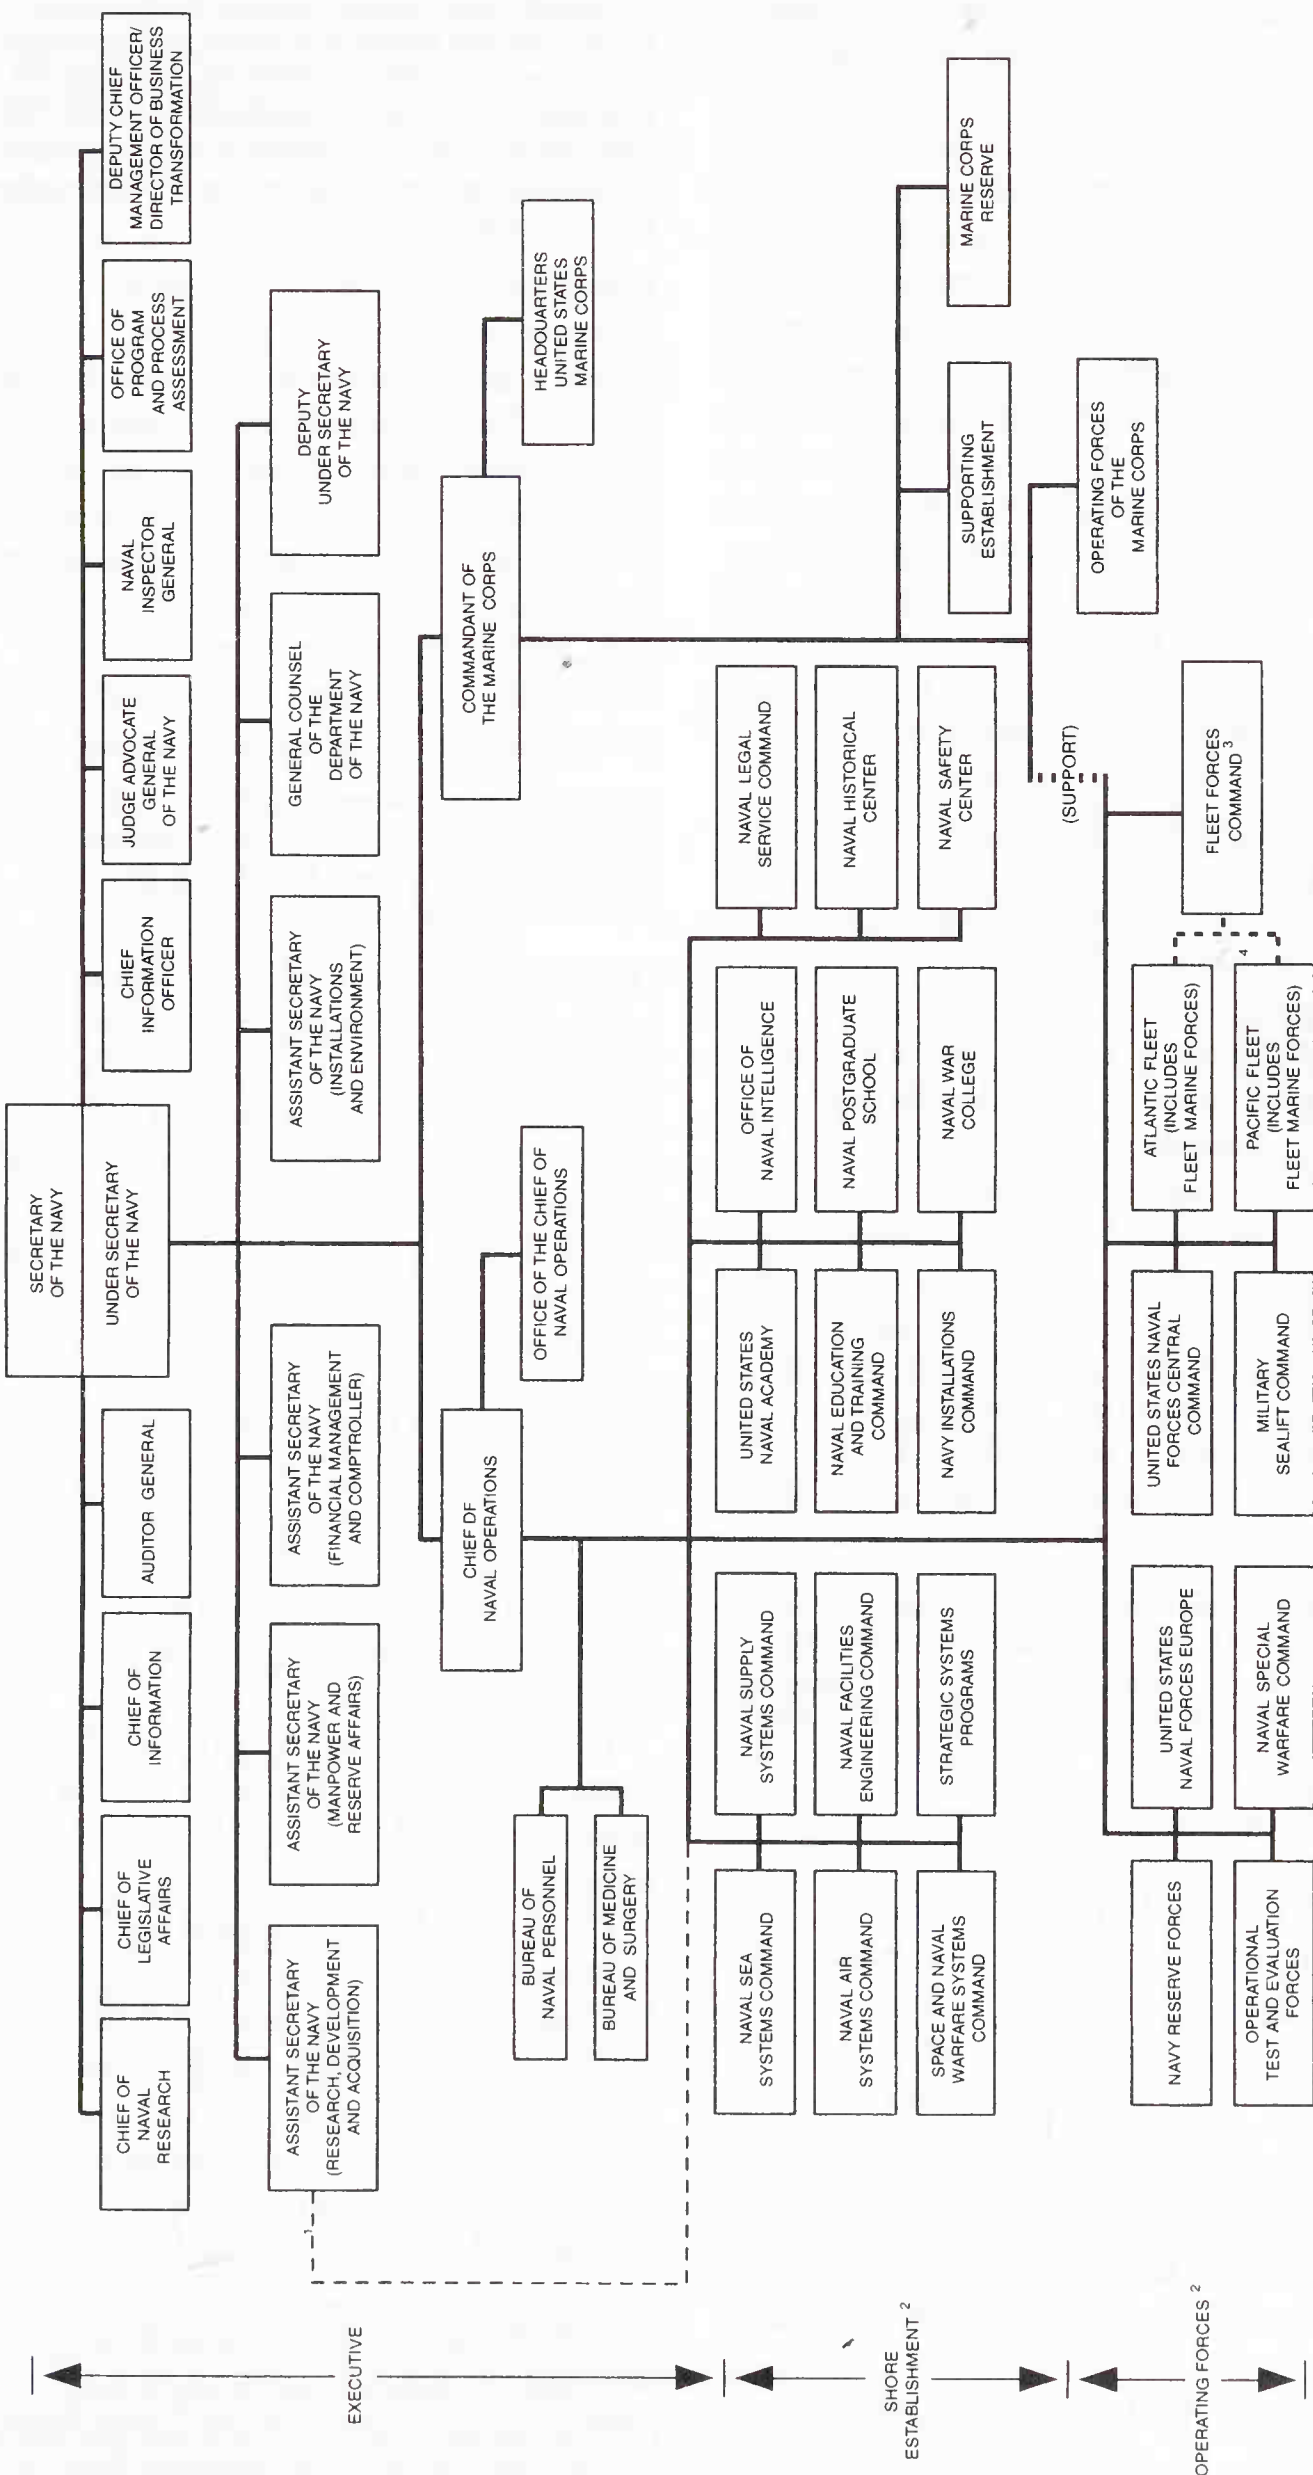 SECRETARY
OF THE NAVY
UNDER SECRETARY
OF THE NAVY
CHIEF OF
NAVAL
RESEARCH
CHIEF OF
LEGISLATIVE
AFFAIRS
CHIEF OF
INFORMATION
AUDITOR GENERAL
CHIEF
INFORMATION
OFFICER
JUDGE ADVOCATE
GENERAL
OF THE NAVY
NAVAL
INSPECTOR
GENERAL
OFFICE OF
PROGRAM
AND PROCESS
ASSESSMENT
DEPUTY CHIEF
MANAGEMENT OFFICER/
DIRECTOR OF BUSINESS
TRANSFORMATION
ASSISTANT SECRETARY
OF THE NAVY
(RESEARCH, DEVELOPMENT
AND ACQUISITION)
ASSISTANT SECRETARY
OF THE NAVY
(MANPOWER AND
RESERVE AFFAIRS)
ASSISTANT SECRETARY
OF THE NAVY
(FINANCIAL MANAGEMENT
AND COMPTROLLER)
ASSISTANT SECRETARY
OF THE NAVY
(INSTALLATIONS
AND ENVIRONMENT)
GENERAL COUNSEL
OF THE
DEPARTMENT
OF THE NAVY
DEPUTY
UNDER SECRETARY
OF THE NAVY
1
EXECUTIVE
CHIEF OF
NAVAL OPERATIONS
COMMANDANT OF
THE MARINE CORPS
BUREAU OF
NAVAL PERSONNEL
BUREAU OF MEDICINE
AND SURGERY
OFFICE OF THE CHIEF OF
NAVAL OPERATIONS
HEADQUARTERS
UNITED STATES
MARINE CORPS
SHORE
ESTABLISHMENT 2
NAVAL SEA
SYSTEMS COMMAND
NAVAL SUPPLY
SYSTEMS COMMAND
UNITED STATES
NAVAL ACADEMY
OFFICE OF
NAVAL INTELLIGENCE
NAVAL LEGAL
SERVICE COMMAND
NAVAL AIR
SYSTEMS COMMAND
NAVAL FACILITIES
ENGINEERING COMMAND
NAVAL EDUCATION
AND TRAINING
COMMAND
NAVAL POSTGRADUATE
SCHOOL
NAVAL HISTORICAL
CENTER
SPACE AND NAVAL
WARFARE SYSTEMS
COMMAND
STRATEGIC SYSTEMS
PROGRAMS
NAVY INSTALLATIONS
COMMAND
NAVAL WAR
COLLEGE
NAVAL SAFETY
CENTER
SUPPORTING
ESTABLISHMENT
MARINE CORPS
RESERVE
(SUPPORT)
OPERATING FORCES
OF THE
MARINE CORPS
OPERATING FORCES 2
NAVY RESERVE FORCES
UNITED STATES
NAVAL FORCES EUROPE
UNITED STATES NAVAL
FORCES CENTRAL
COMMAND
ATLANTIC FLEET
(INCLUDES
FLEET MARINE FORCES)
FLEET FORCES
COMMAND 3
OPERATIONAL
TEST AND EVALUATION
FORCES
NAVAL SPECIAL
WARFARE COMMAND
MILITARY
SEALIFT COMMAND
PACIFIC FLEET
(INCLUDES
FLEET MARINE FORCES)
4